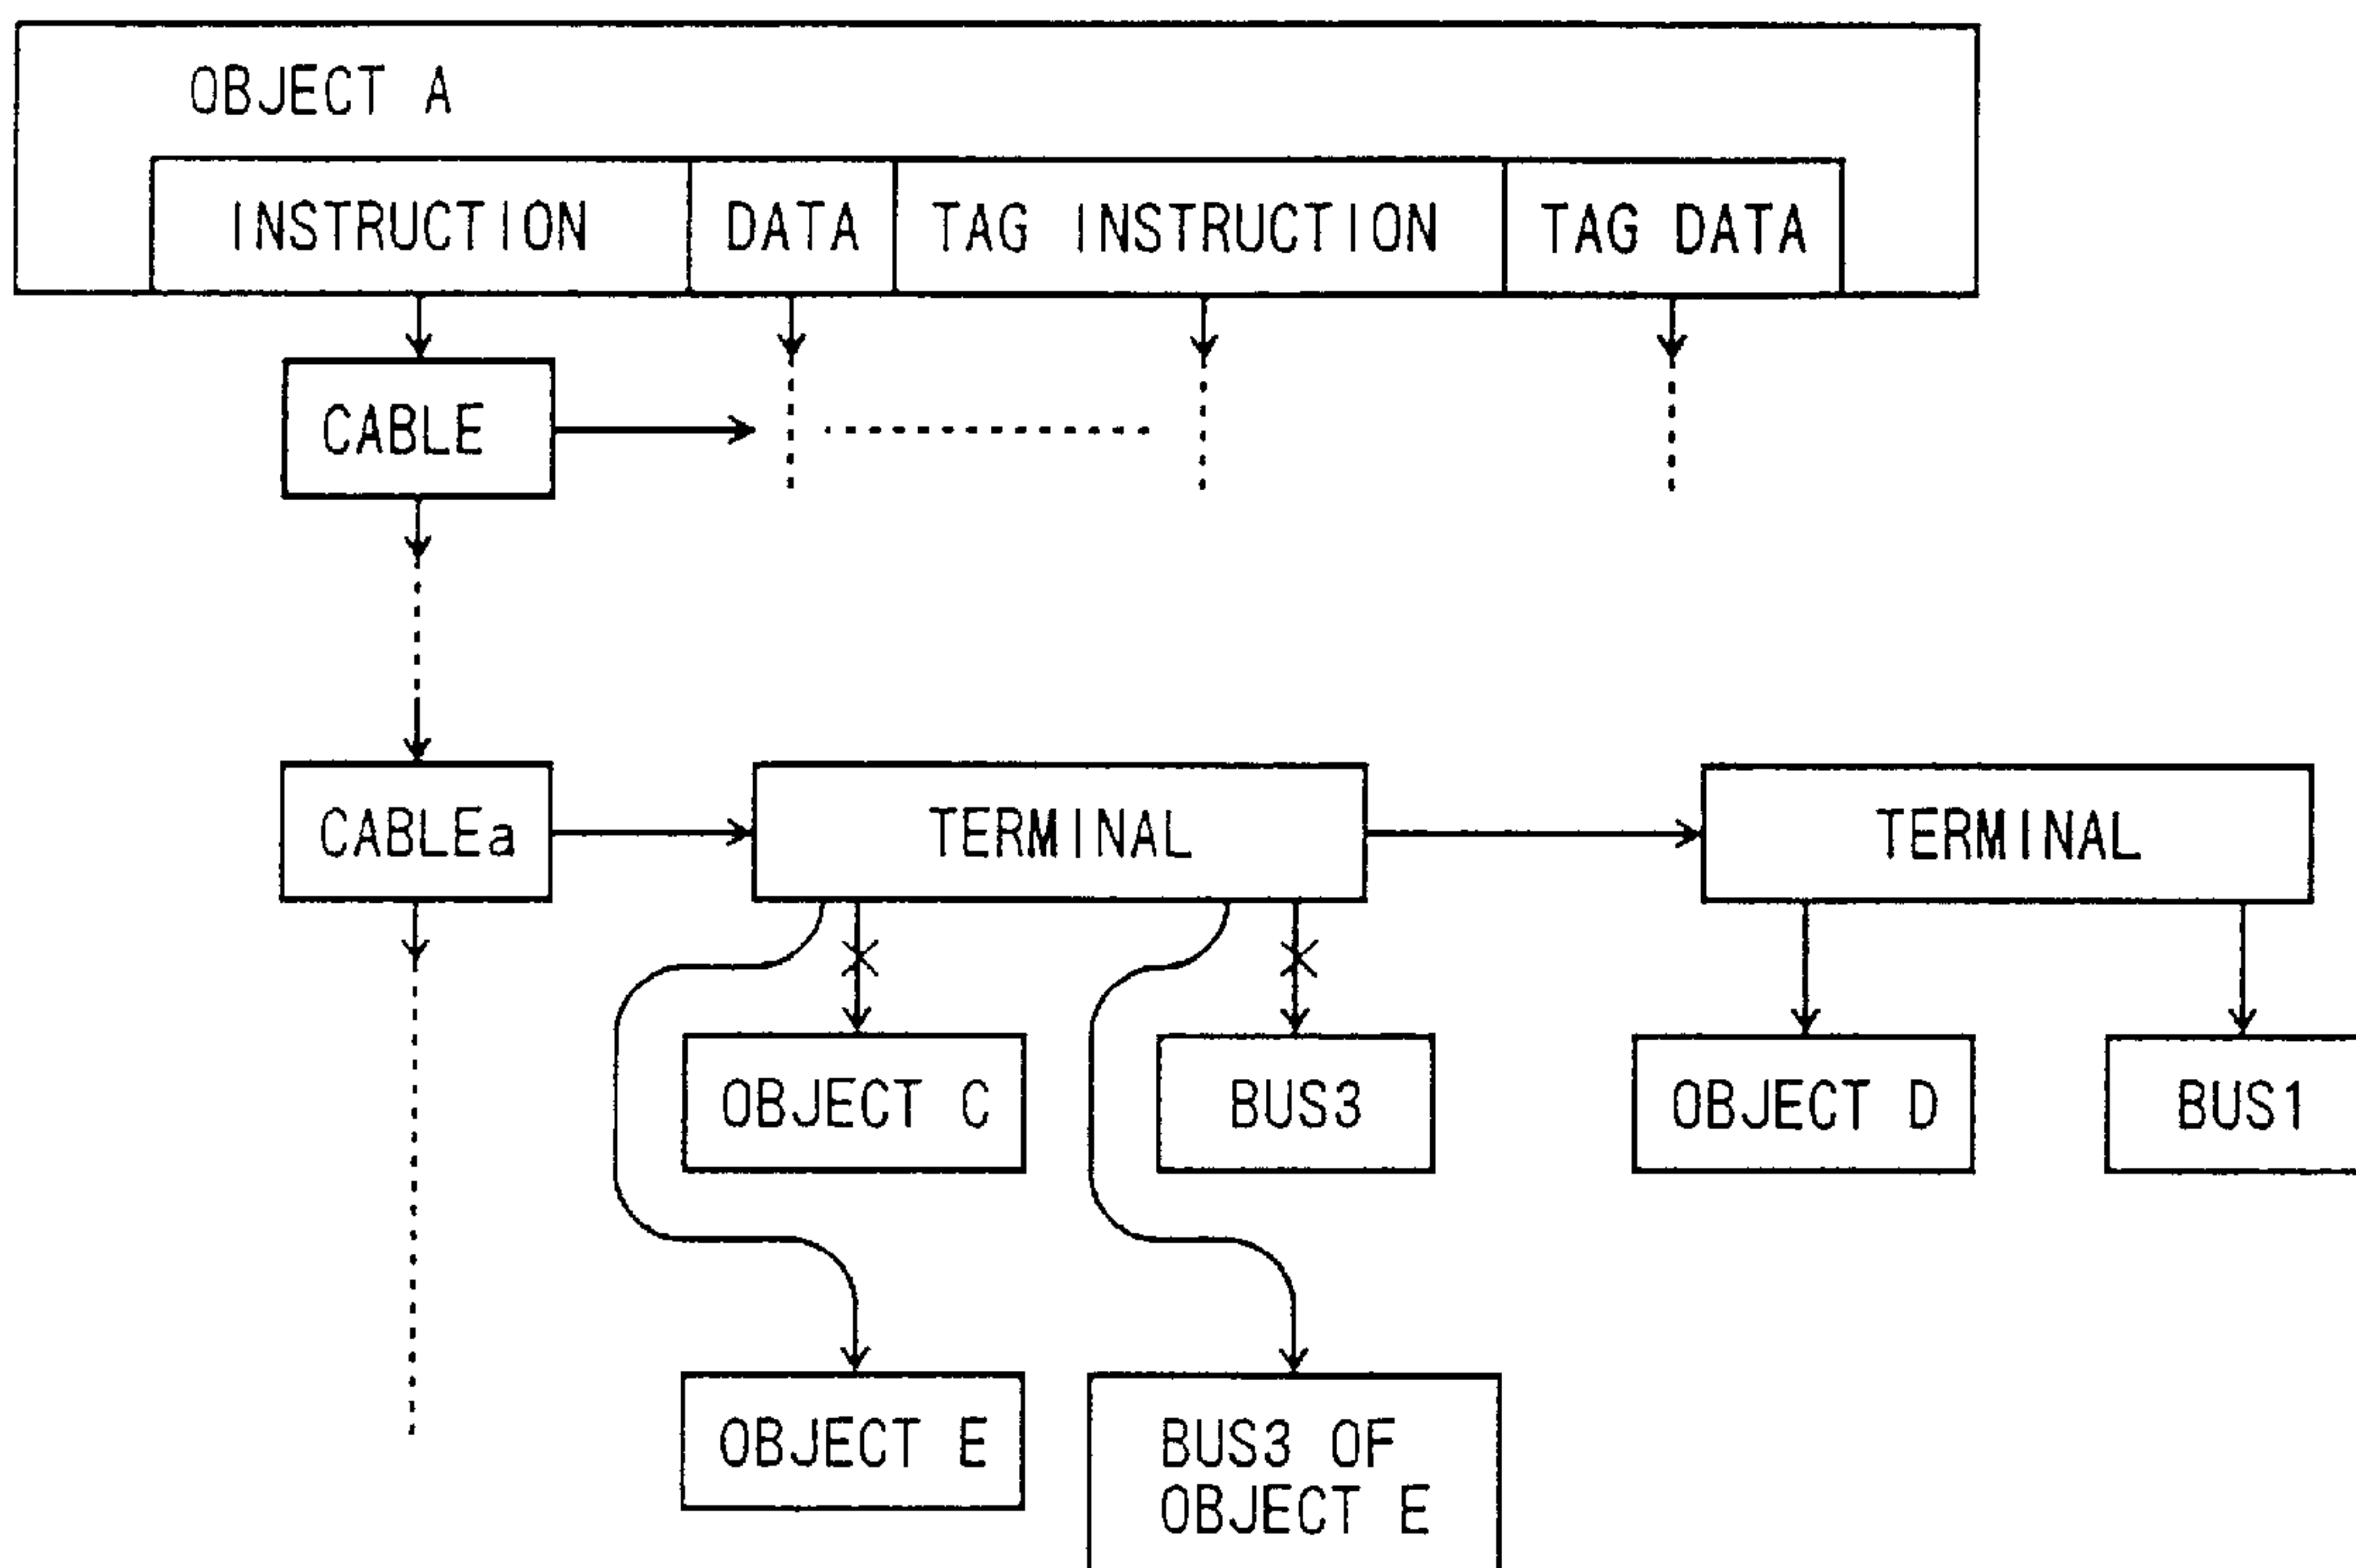 OBJECT A
INSTRUCTION
DATA
TAG INSTRUCTION
TAG DATA
CABLE
CABLEa
TERMINAL
TERMINAL
OBJECT C
BUS3
OBJECT D
BUS1
OBJECT E
BUS3 OF
OBJECT E